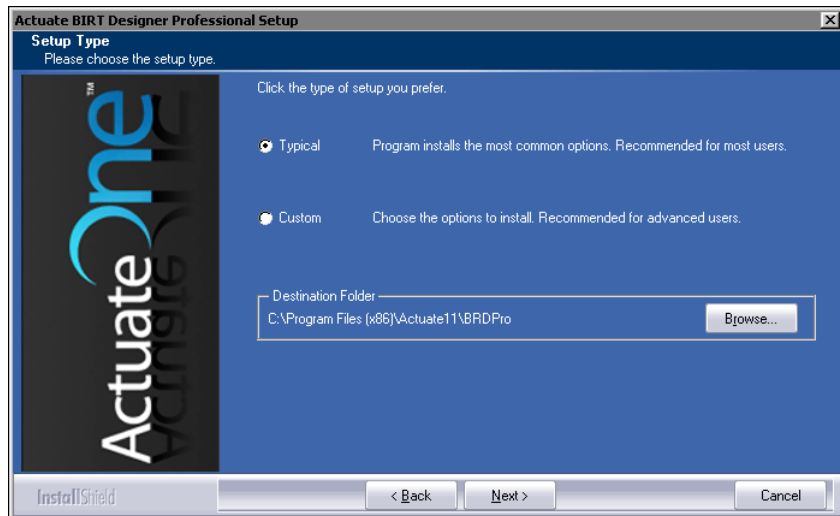 Actuate BIRT Designer Professional Setup
Setup Type
Please choose the setup type.
ActuateOne™
Click the type of setup you prefer.
Typical Program installs the most common options. Recommended for most users.
Custom Choose the options to install. Recommended for advanced users.
Destination Folder
C:\Program Files (x86)\Actuate11\BRDPro
Browse...
InstallShield
< Back Next > Cancel